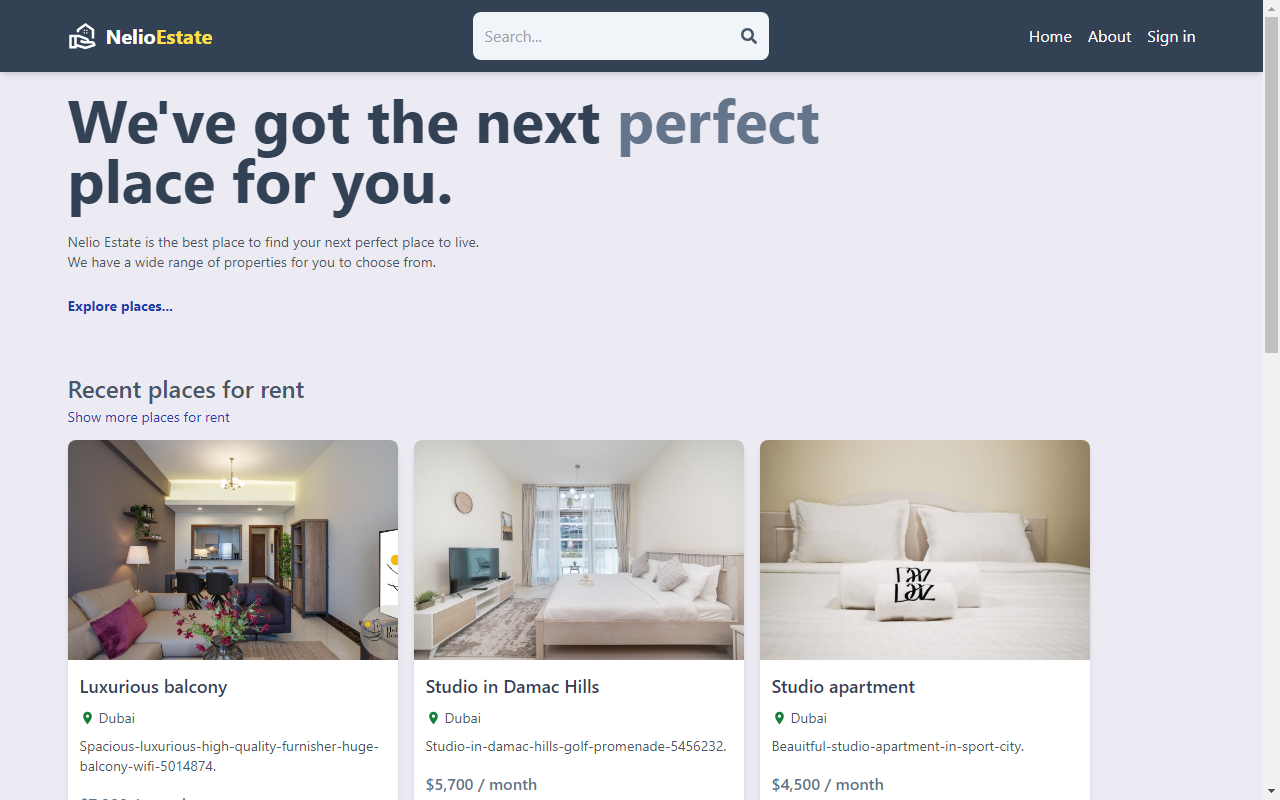 NelioEstate
Search...
Home
About
Sign in
We've got the next perfect
place for you.
Nelio Estate is the best place to find your next perfect place to live.
We have a wide range of properties for you to choose from.
Explore places...
Recent places for rent
Show more places for rent
Luxurious balcony
Dubai
Spacious-luxurious-high-quality-furnisher-huge-
balcony-wifi-5014874.
Studio in Damac Hills
Dubai
Studio-in-damac-hills-golf-promenade-5456232.
$5,700 / month
Studio apartment
Dubai
Beauitful-studio-apartment-in-sport-city.
$4,500 / month